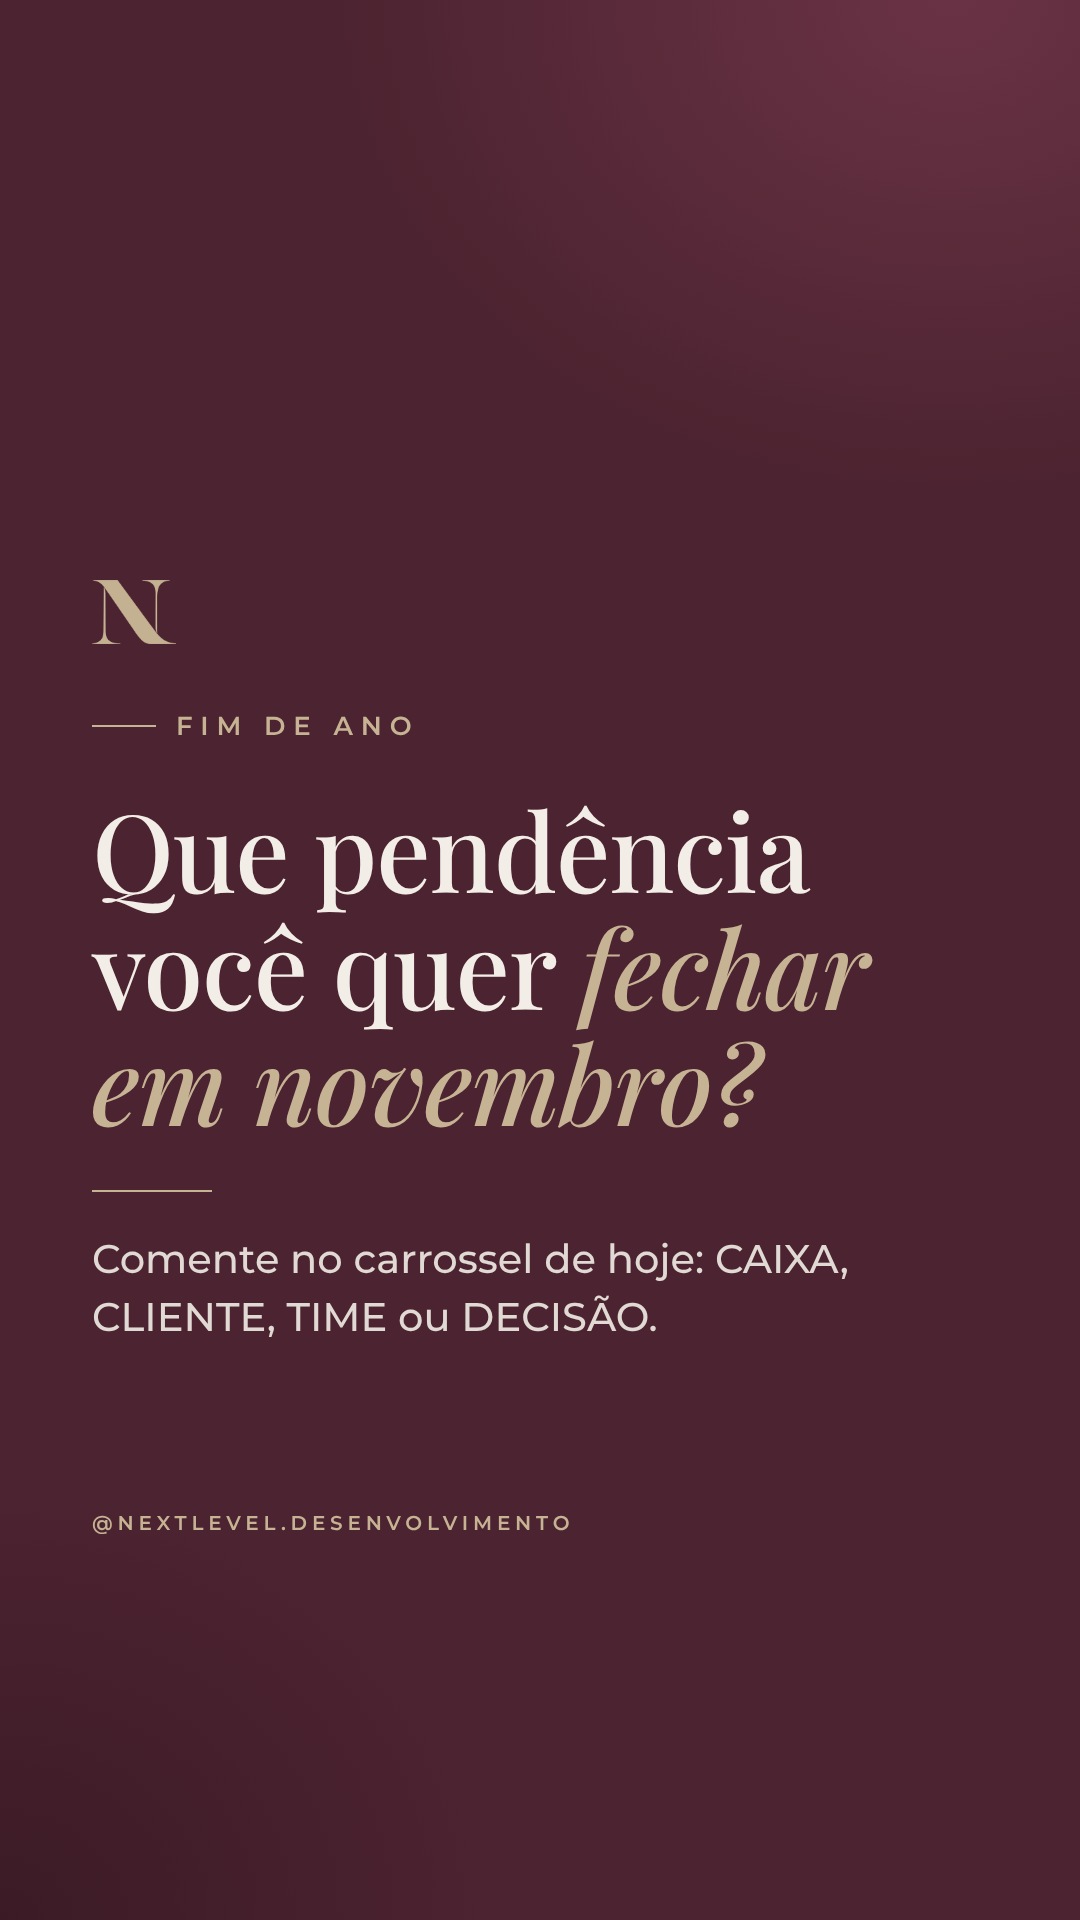 N
FIM DE ANO
Que pendência
você quer fechar
em novembro?
Comente no carrossel de hoje: CAIXA,
CLIENTE, TIME ou DECISÃO.
@NEXTLEVEL.DESENVOLVIMENTO